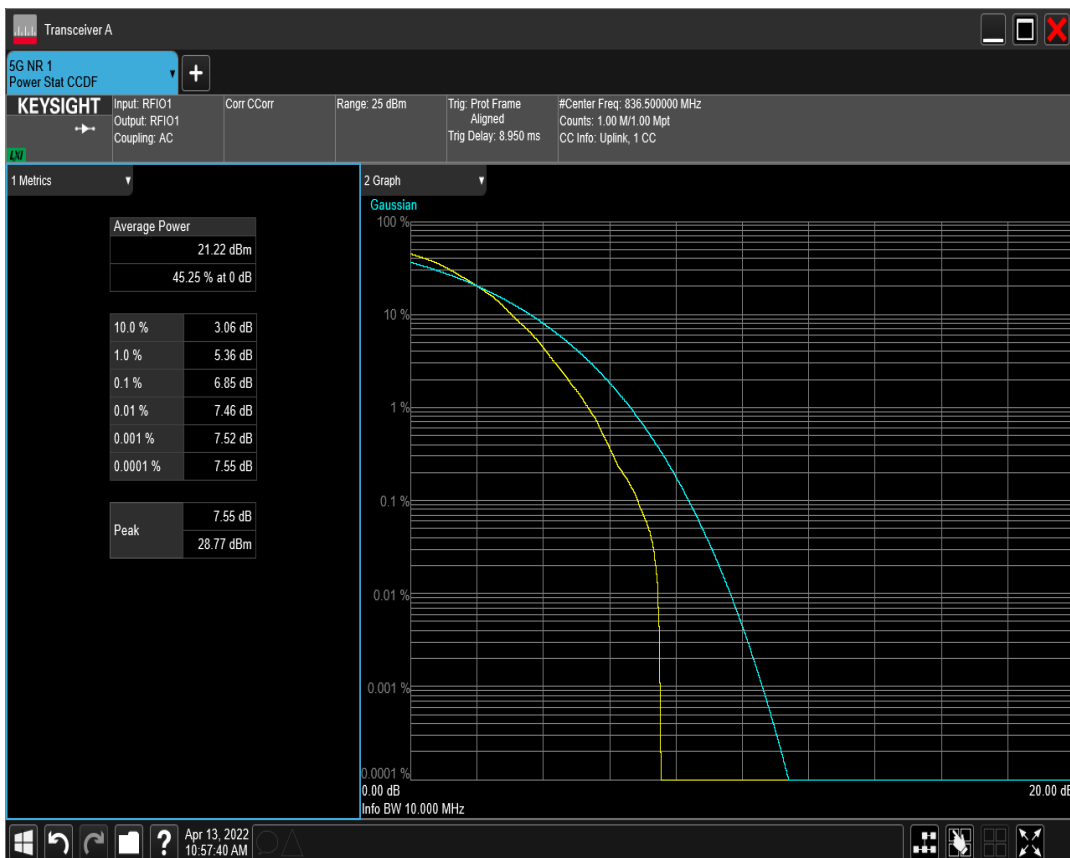 Transceiver A
5G NR 1
Power Stat CCDF
+
KEYSIGHT
LXI
Input: RFIO1
Output: RFIO1
Coupling: AC
Corr CCorr
Range: 25 dBm
Trig: Prot Frame
Aligned
Trig Delay: 8.950 ms
#Center Freq: 836.500000 MHz
Counts: 1.00 M/1.00 Mpt
CC Info: Uplink, 1 CC
1 Metrics
Average Power
21.22 dBm
45.25 % at 0 dB
10.0 % 3.06 dB
1.0 % 5.36 dB
0.1 % 6.85 dB
0.01 % 7.46 dB
0.001 % 7.52 dB
0.0001 % 7.55 dB
Peak 7.55 dB
28.77 dBm
2 Graph
Gaussian
100 %
10 %
1 %
0.1 %
0.01 %
0.001 %
0.0001 %
0.00 dB 20.00 dB
Info BW 10.000 MHz
? Apr 13, 2022
10:57:40 AM